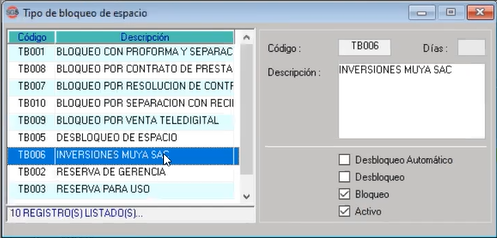 Tipo de bloqueo de espacio
Código Descripción
TB001 BLOQUEO CON PROFORMA Y SEPARAC
TB008 BLOQUEO POR CONTRATO DE PRESTA
TB007 BLOQUEO POR RESOLUCION DE CONTF
TB010 BLOQUEO POR SEPARACION CON RECI
TB009 BLOQUEO POR VENTA TELEDIGITAL
TB005 DESBLOQUEO DE ESPACIO
TB006 INVERSIONES MUYA SAC
TB002 RESERVA DE GERENCIA
TB003 RESERVA PARA USO
10 REGISTRO(S) LISTADO(S)...
Código : TB006 Días :
Descripción : INVERSIONES MUYA SAC
Desbloqueo Automático
Desbloqueo
Bloqueo
Activo